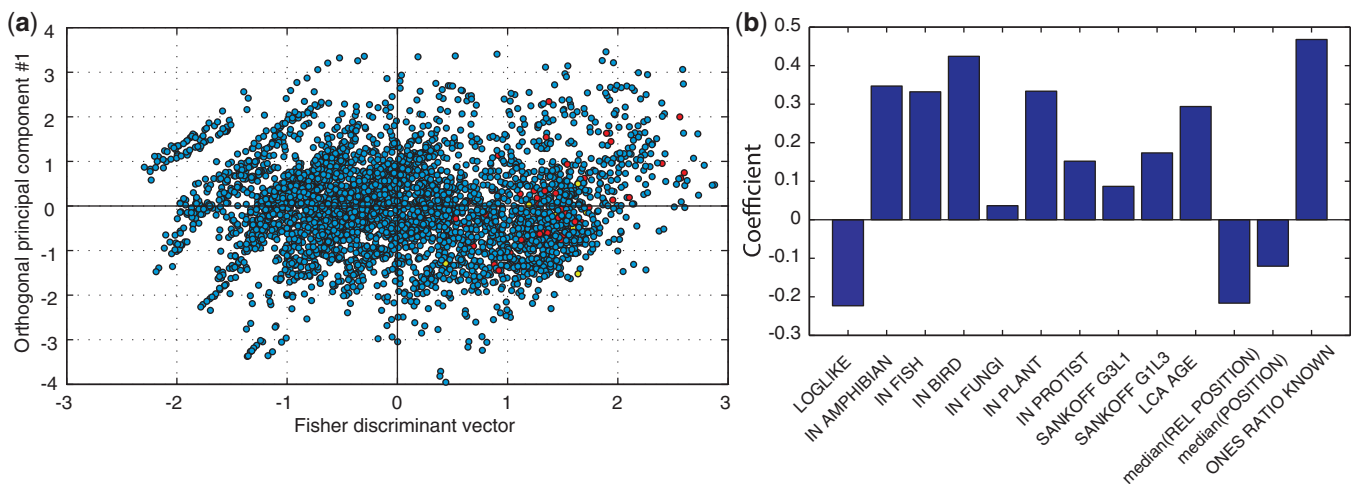 (a)
Orthogonal principal component #1
4
3
2
1
0
-1
-2
-3
-4
-3
-2
-1
0
1
2
3
Fisher discriminant vector
(b)
Coefficient
0.5
0.4
0.3
0.2
0.1
0
-0.1
-0.2
-0.3
LOGLIKE
IN AMPHIBIAN
IN FISH
IN BIRD
IN FUNGI
IN PLANT
IN PROTIST
SANKOFF G3L1
SANKOFF G1L3
LCA AGE
median(REL POSITION)
median(POSITION)
ONES RATIO KNOWN